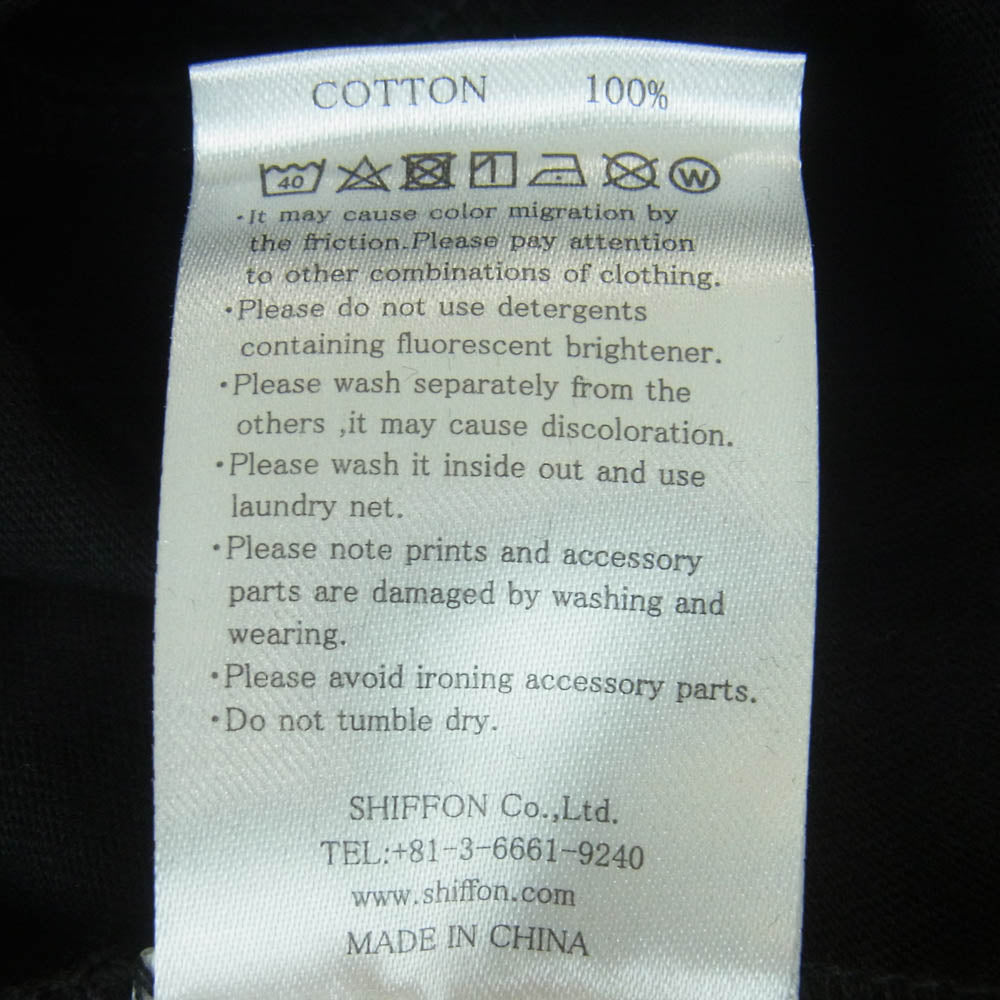 COTTON 100%
40 W
·It may cause color migration by
the friction.Please pay attention
to other combinations of clothing.
·Please do not use detergents
containing fluorescent brightener.
·Please wash separately from the
others ,it may cause discoloration.
·Please wash it inside out and use
laundry net.
·Please note prints and accessory
parts are damaged by washing and
wearing.
·Please avoid ironing accessory parts.
·Do not tumble dry.
SHIFFON Co.,Ltd.
TEL:+81-3-6661-9240
www.shiffon.com
MADE IN CHINA